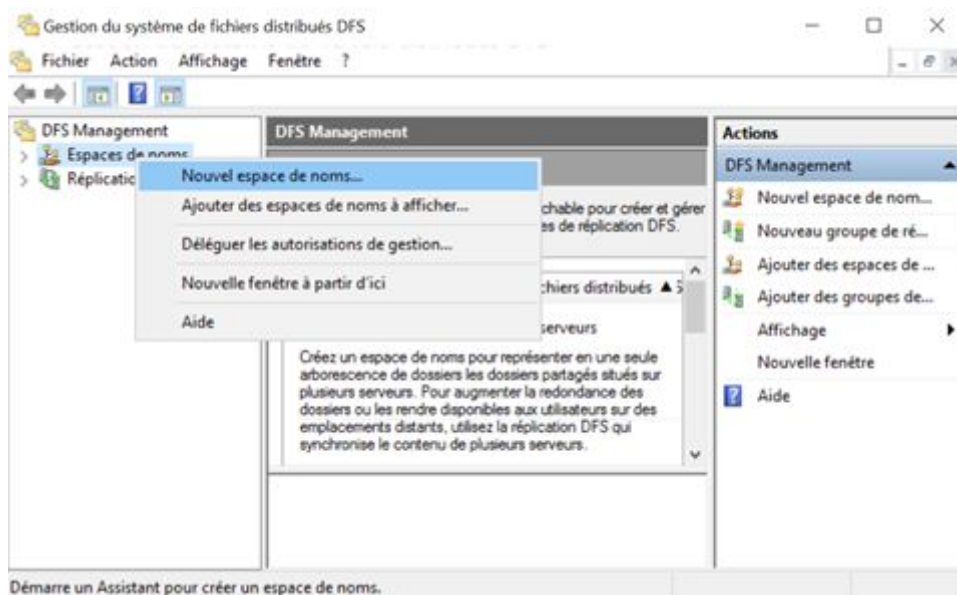 Gestion du système de fichiers distribués DFS
Fichier Action Affichage Fenêtre ?
DFS Management
Espaces de noms
Réplicatio
Nouvel espace de noms...
Ajouter des espaces de noms à afficher...
Déléguer les autorisations de gestion...
Nouvelle fenêtre à partir d'ici
Aide
DFS Management
chable pour créer et gérer
es de réplication DFS.
chiers distribués
serveurs
Créez un espace de noms pour représenter en une seule
arborescence de dossiers les dossiers partagés situés sur
plusieurs serveurs. Pour augmenter la redondance des
dossiers ou les rendre disponibles aux utilisateurs sur des
emplacements distants, utilisez la réplication DFS qui
synchronise le contenu de plusieurs serveurs.
Actions
DFS Management
Nouvel espace de nom...
Nouveau groupe de ré...
Ajouter des espaces de ...
Ajouter des groupes de...
Affichage
Nouvelle fenêtre
Aide
Démarre un Assistant pour créer un espace de noms.